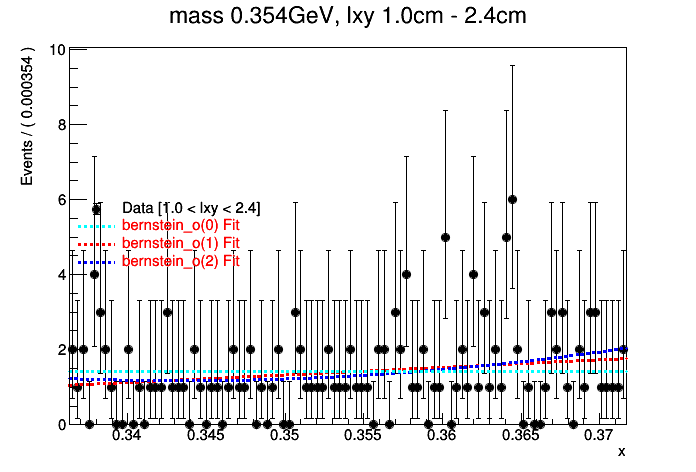 mass 0.354GeV, lxy 1.0cm - 2.4cm
Events / ( 0.000354 )
10
8
6
4
2
0
Data [1.0 < lxy < 2.4]
bernstein_o(0) Fit
bernstein_o(1) Fit
bernstein_o(2) Fit
0.34 0.345 0.35 0.355 0.36 0.365 0.37
x